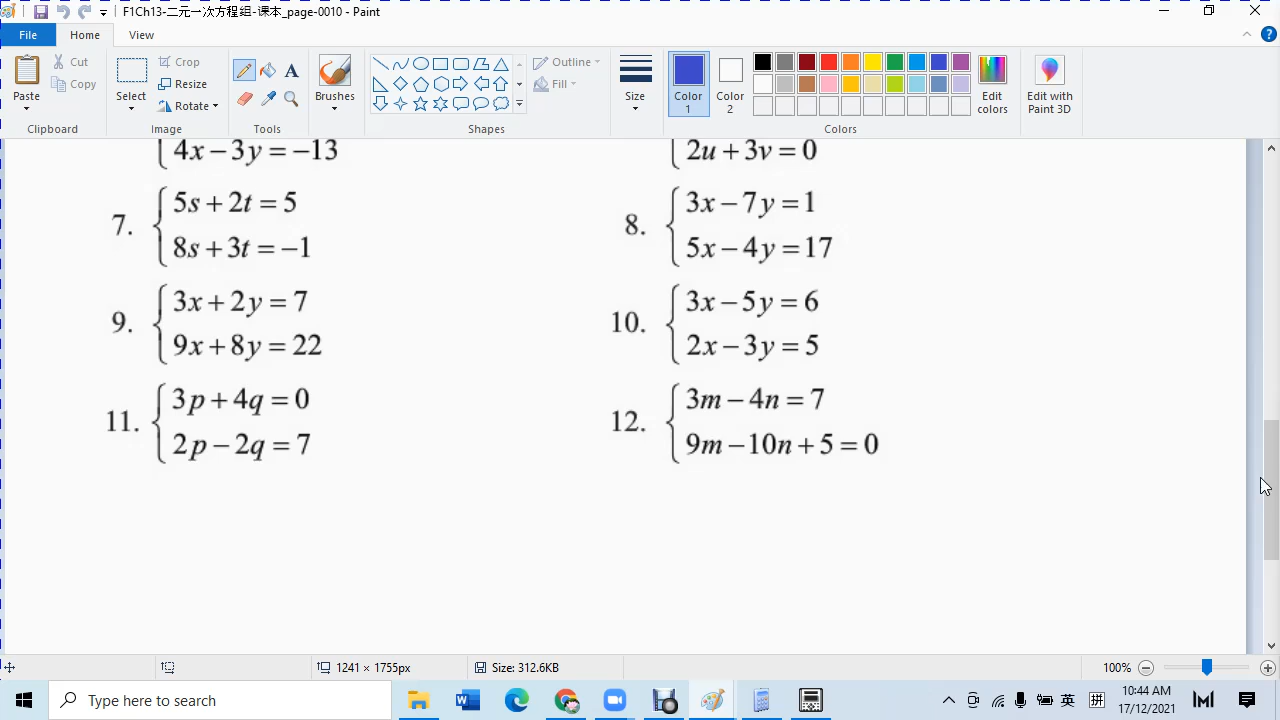 F1Ch13-二元一次方程组-课本_page-0010 - Paint
File Home View
Paste Cut Copy Clipboard
Select Crop Resize Rotate Image
Tools
Brushes
Shapes
Outline Fill
Size
Color 1 Color 2 Edit colors Colors
Edit with Paint 3D
4x − 3y = −13
2u + 3v = 0
7. 5s + 2t = 5
8s + 3t = −1
8. 3x − 7y = 1
5x − 4y = 17
9. 3x + 2y = 7
9x + 8y = 22
10. 3x − 5y = 6
2x − 3y = 5
11. 3p + 4q = 0
2p − 2q = 7
12. 3m − 4n = 7
9m − 10n + 5 = 0
1241 × 1755px Size: 312.6KB 100%
Type here to search
英 拼 10:44 AM
17/12/2021